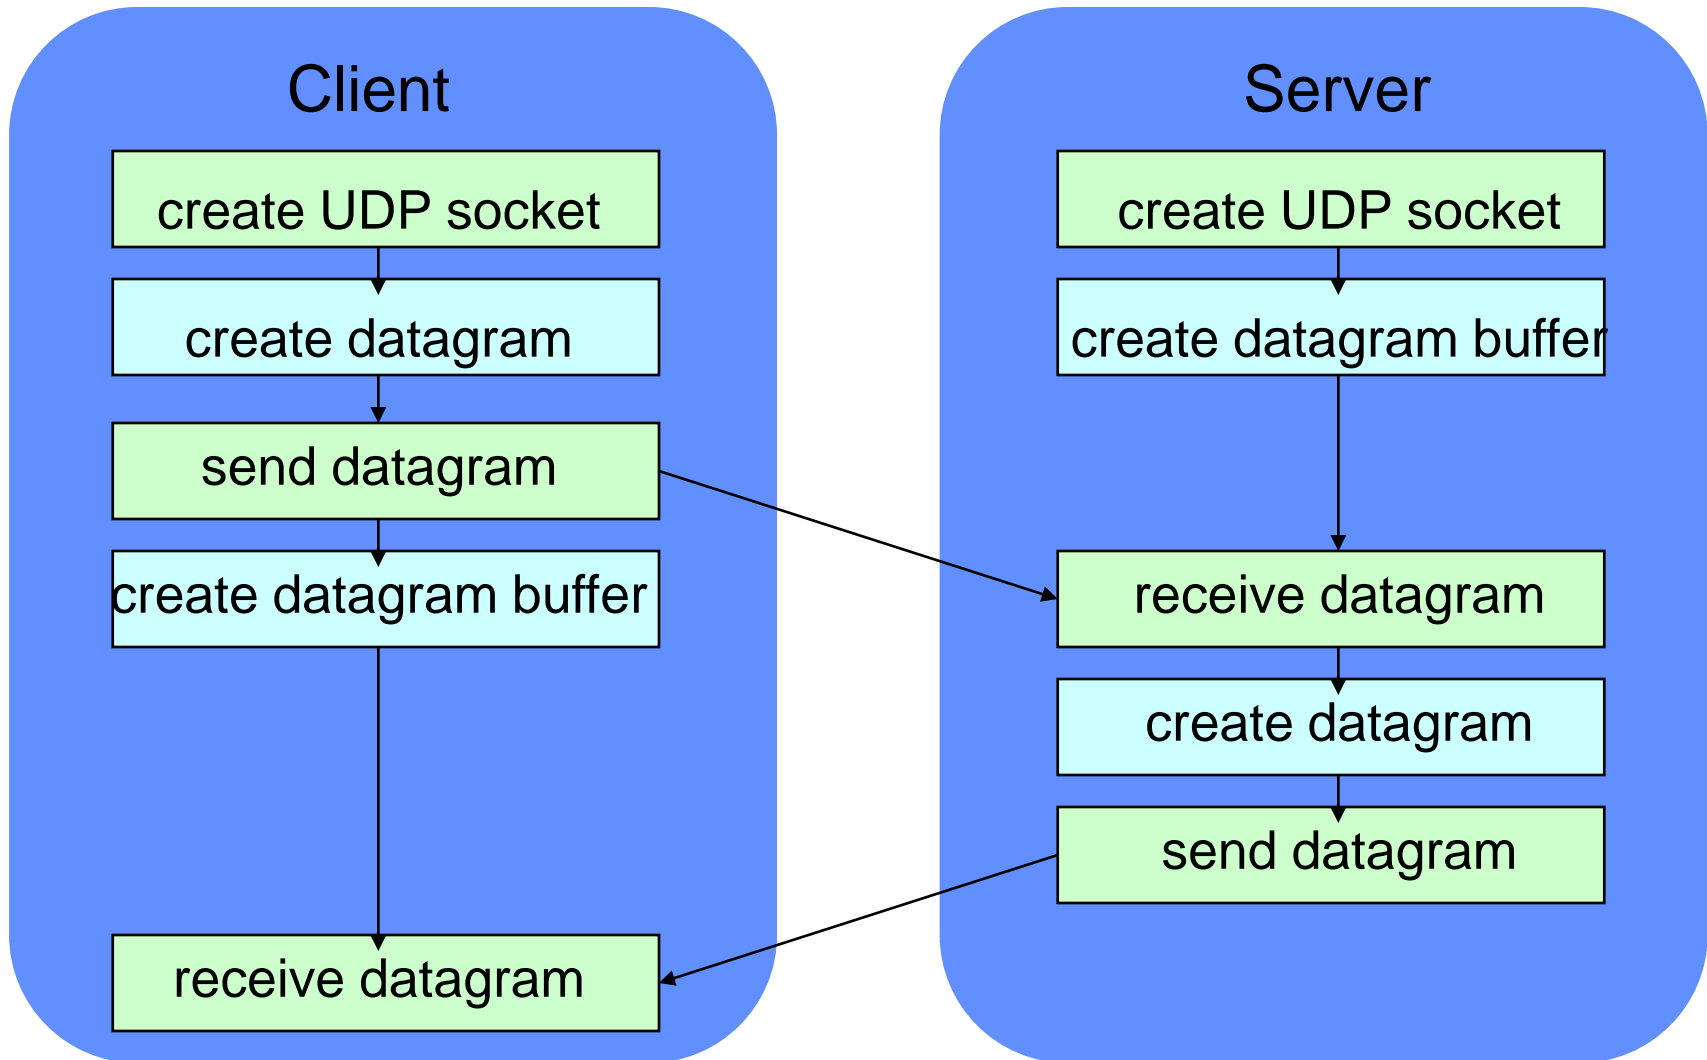 Client
create UDP socket
create datagram
send datagram
create datagram buffer
receive datagram
Server
create UDP socket
create datagram buffer
receive datagram
create datagram
send datagram